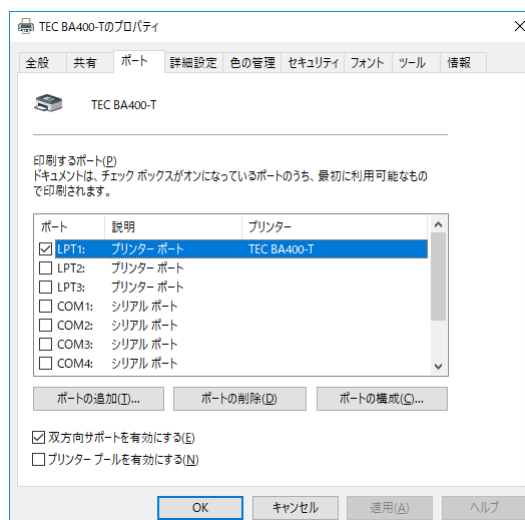 TEC BA400-Tのプロパティ
全般 共有 ポート 詳細設定 色の管理 セキュリティ フォント ツール 情報
TEC BA400-T
印刷するポート(P)
ドキュメントは、チェック ボックスがオンになっているポートのうち、最初に利用可能なもの
で印刷されます。
ポート 説明 プリンター
LPT1: プリンター ポート TEC BA400-T
LPT2: プリンター ポート
LPT3: プリンター ポート
COM1: シリアル ポート
COM2: シリアル ポート
COM3: シリアル ポート
COM4: シリアル ポート
ポートの追加(T)... ポートの削除(D) ポートの構成(C)...
双方向サポートを有効にする(E)
プリンター プールを有効にする(N)
OK キャンセル 適用(A) ヘルプ